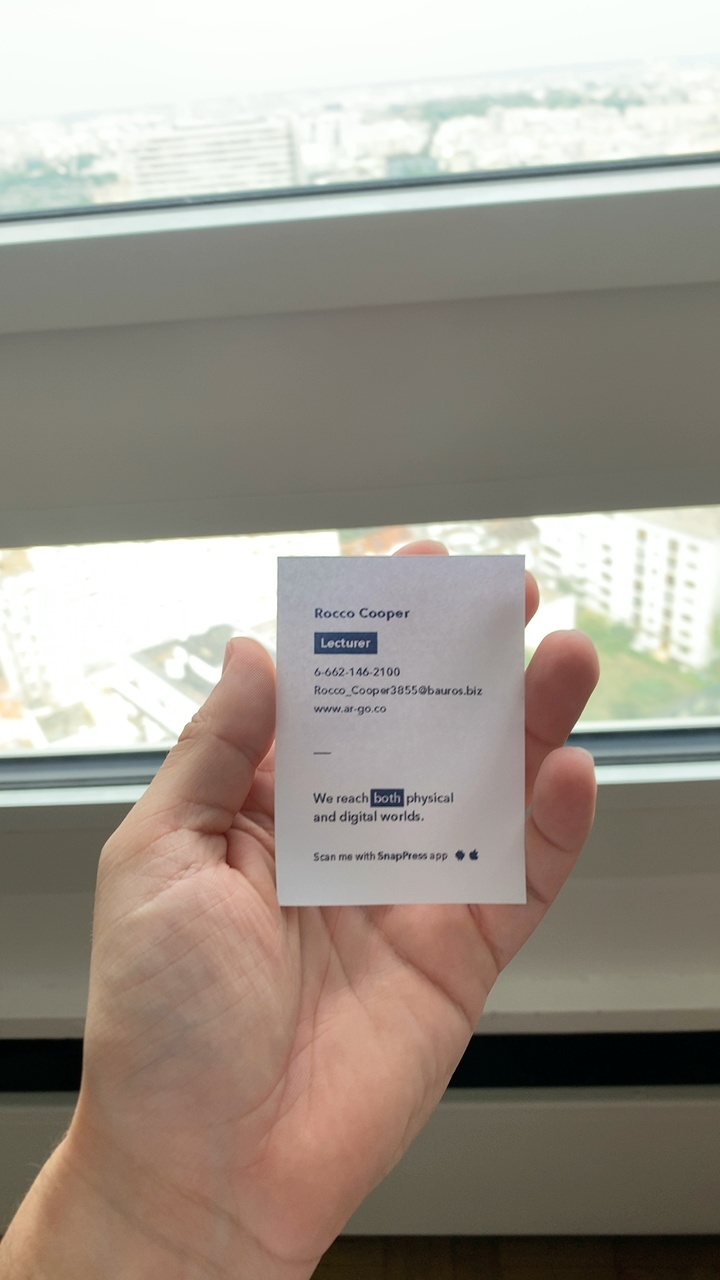 Rocco Cooper
Lecturer
6-662-146-2100
Rocco_Cooper3855@bauros.biz
www.ar-go.co
We reach both physical
and digital worlds.
Scan me with SnapPress app